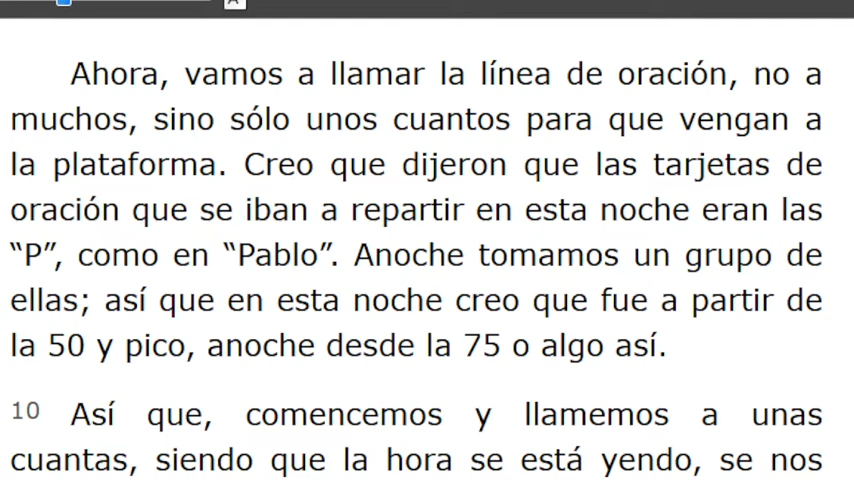 Ahora, vamos a llamar la línea de oración, no a
muchos, sino sólo unos cuantos para que vengan a
la plataforma. Creo que dijeron que las tarjetas de
oración que se iban a repartir en esta noche eran las
“P”, como en “Pablo”. Anoche tomamos un grupo de
ellas; así que en esta noche creo que fue a partir de
la 50 y pico, anoche desde la 75 o algo así.
10 Así que, comencemos y llamemos a unas
cuantas, siendo que la hora se está yendo, se nos